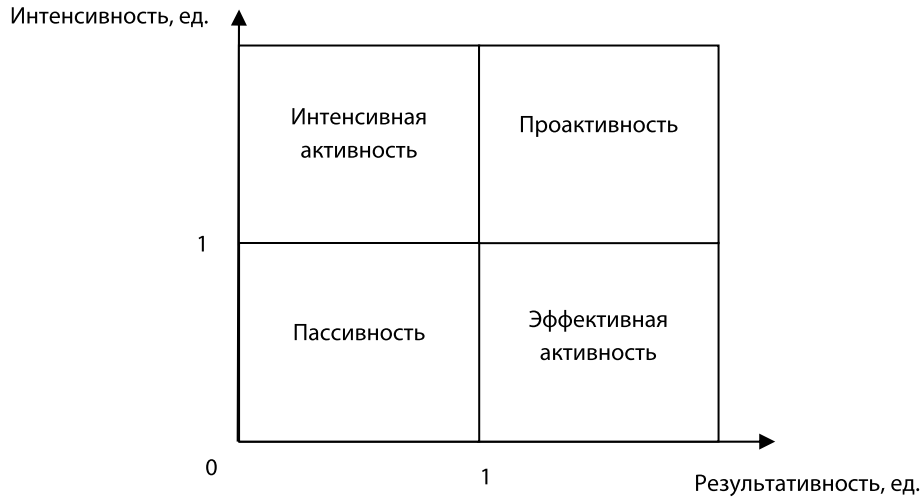 Интенсивность, ед.
Интенсивная
активность
Проактивность
1
Пассивность
Эффективная
активность
0
1
Результативность, ед.